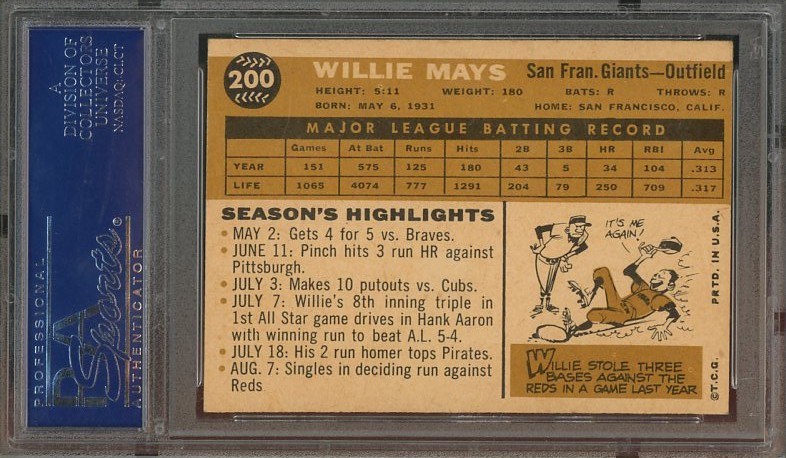 A
DIVISION OF
COLLECTORS
UNIVERSE
NASDAQ: CLCT
PROFESSIONAL
PSA
Sports®
AUTHENTICATOR
200
WILLIE MAYS
San Fran. Giants—Outfield
HEIGHT: 5:11 WEIGHT: 180 BATS: R THROWS: R
BORN: MAY 6, 1931 HOME: SAN FRANCISCO, CALIF.
MAJOR LEAGUE BATTING RECORD
Games At Bat Runs Hits 2B 3B HR RBI Avg
YEAR 151 575 125 180 43 5 34 104 .313
LIFE 1065 4074 777 1291 204 79 250 709 .317
SEASON'S HIGHLIGHTS
• MAY 2: Gets 4 for 5 vs. Braves.
• JUNE 11: Pinch hits 3 run HR against
Pittsburgh.
• JULY 3: Makes 10 putouts vs. Cubs.
• JULY 7: Willie's 8th inning triple in
1st All Star game drives in Hank Aaron
with winning run to beat A.L. 5-4.
• JULY 18: His 2 run homer tops Pirates.
• AUG. 7: Singles in deciding run against
Reds
IT'S ME
AGAIN!
WILLIE STOLE THREE
BASES AGAINST THE
REDS IN A GAME LAST YEAR
©T.C.G. PRTD. IN U.S.A.